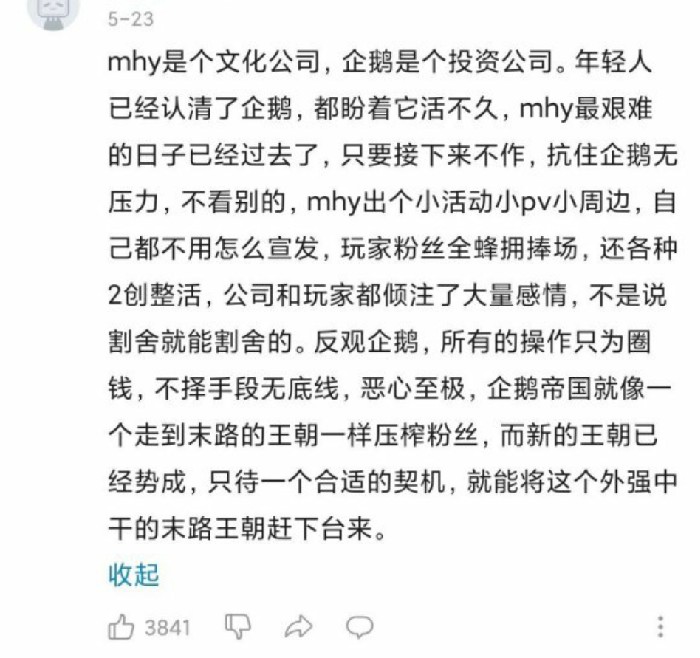 5-23
mhy是个文化公司，企鹅是个投资公司。年轻人
已经认清了企鹅，都盼着它活不久，mhy最艰难
的日子已经过去了，只要接下来不作，抗住企鹅无
压力，不看别的，mhy出个小活动小pv小周边，自
己都不用怎么宣发，玩家粉丝全蜂拥捧场，还各种
2创整活，公司和玩家都倾注了大量感情，不是说
割舍就能割舍的。反观企鹅，所有的操作只为圈
钱，不择手段无底线，恶心至极，企鹅帝国就像一
个走到末路的王朝一样压榨粉丝，而新的王朝已
经势成，只待一个合适的契机，就能将这个外强中
干的末路王朝赶下台来。
收起
3841